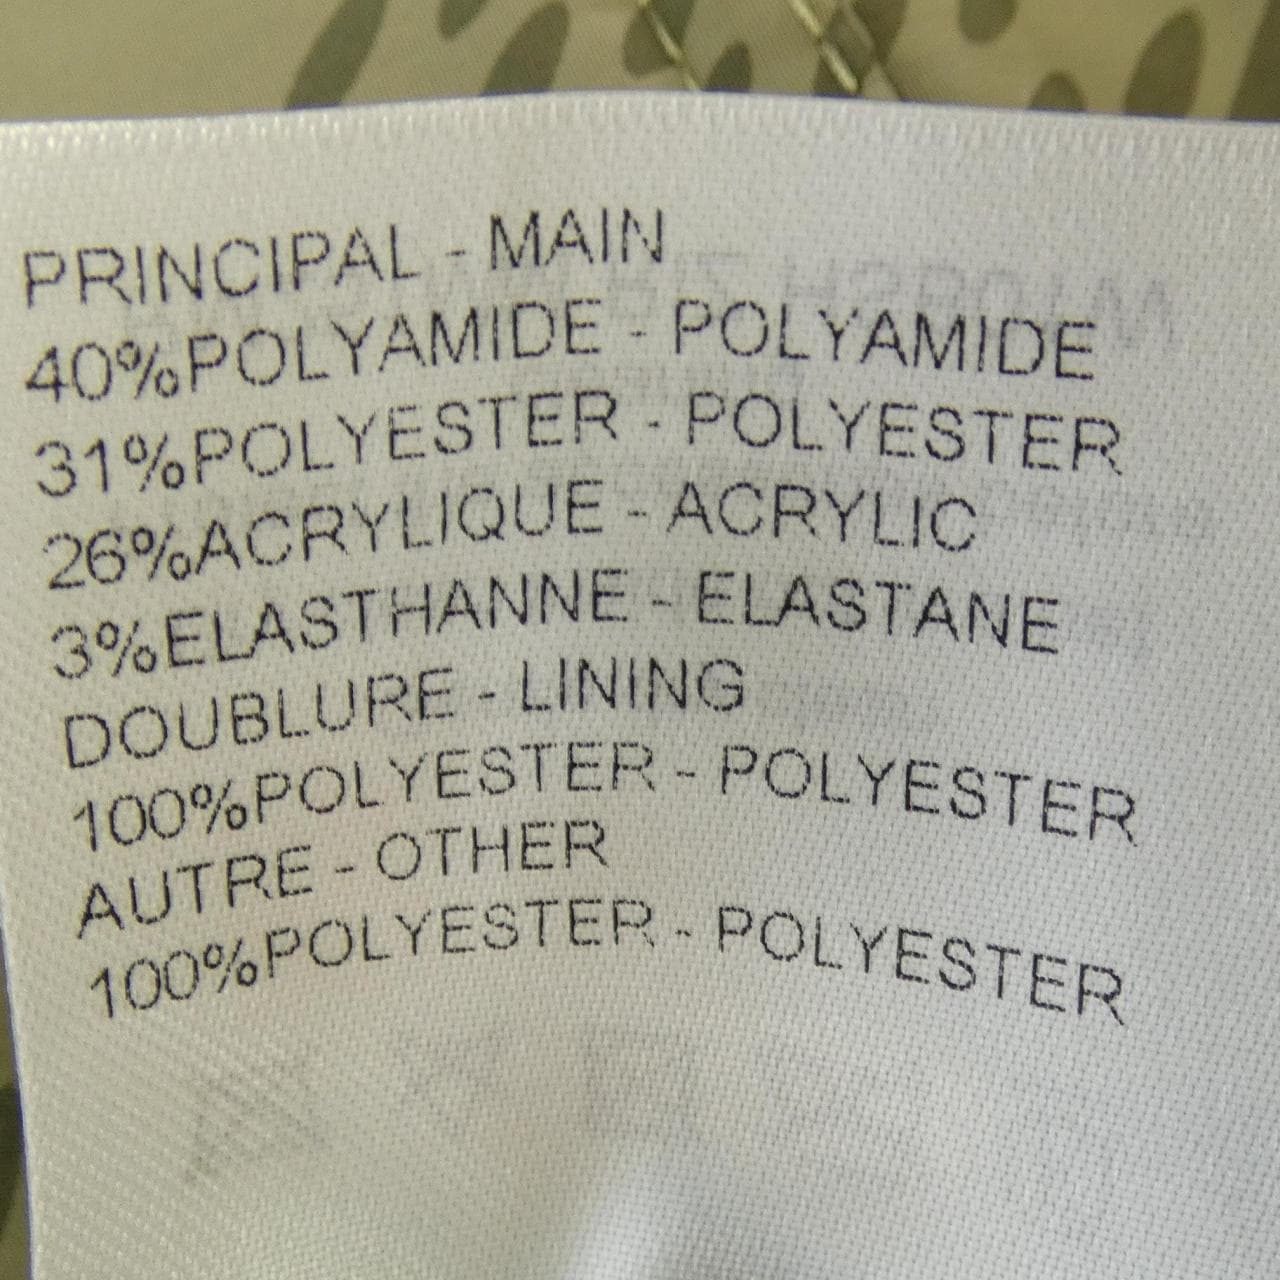 PRINCIPAL - MAIN
40%POLYAMIDE - POLYAMIDE
31%POLYESTER - POLYESTER
26%ACRYLIQUE - ACRYLIC
3%ELASTHANNE - ELASTANE
DOUBLURE - LINING
100%POLYESTER - POLYESTER
AUTRE - OTHER
100%POLYESTER - POLYESTER